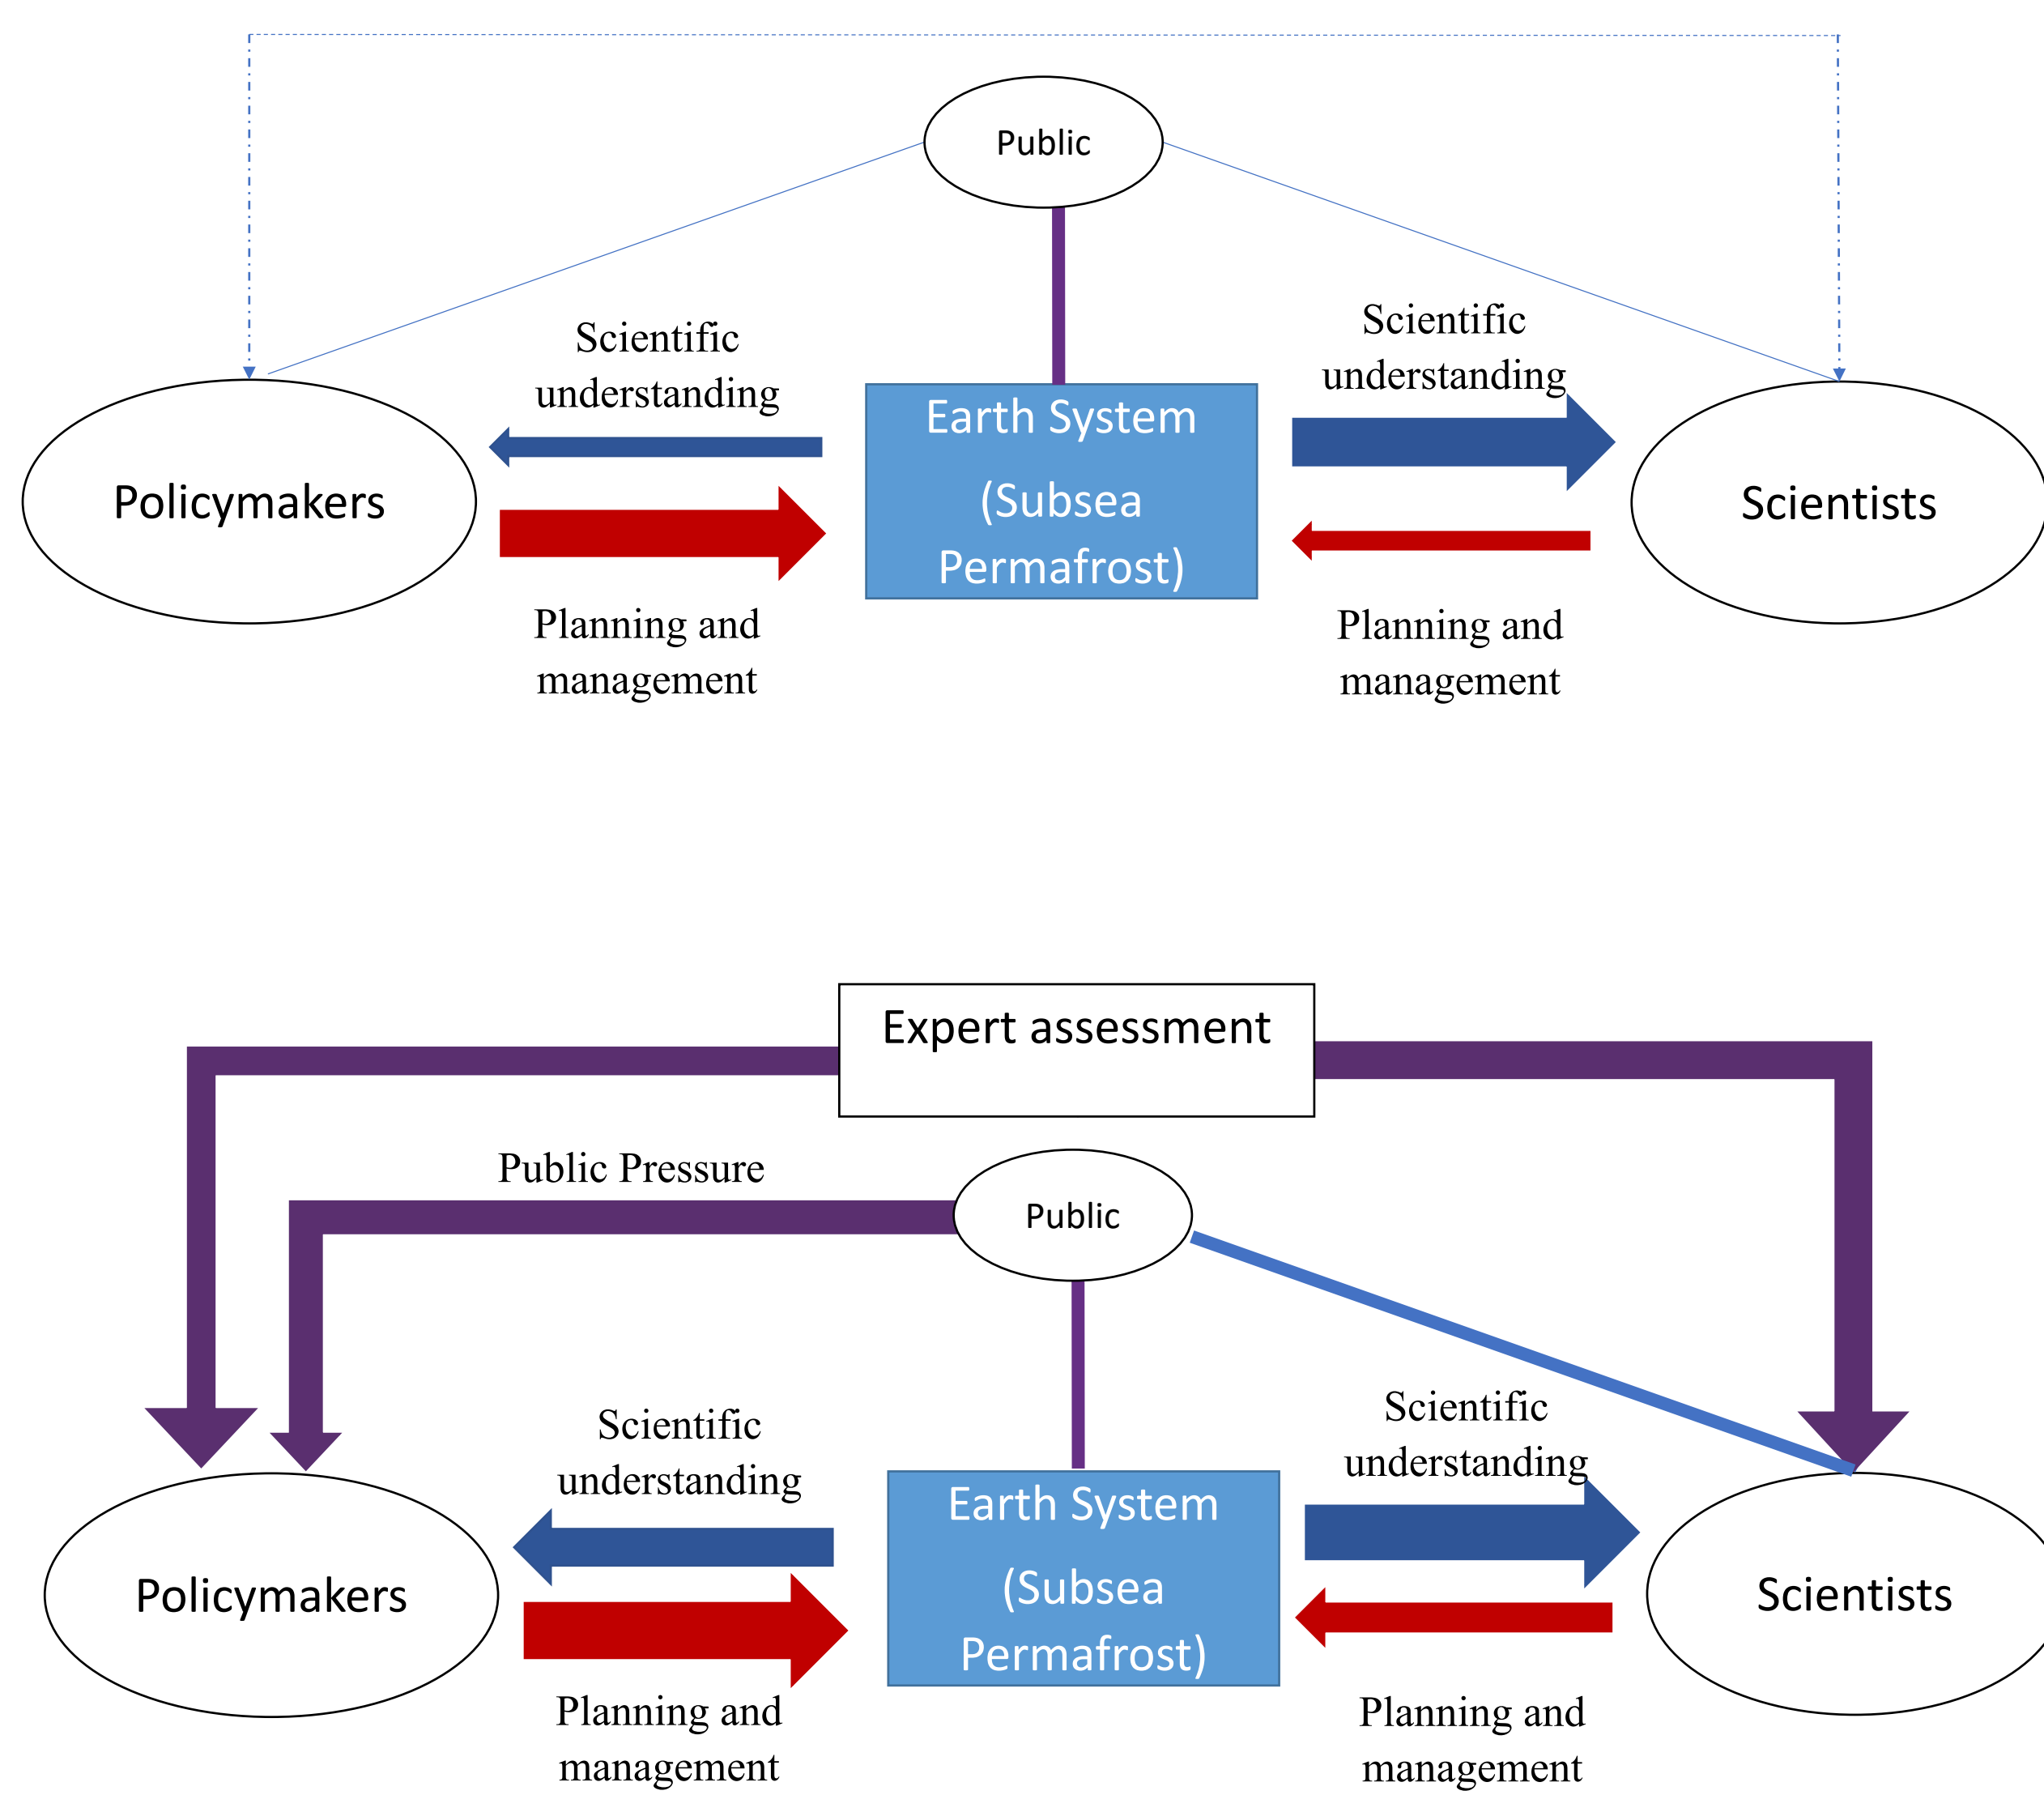 Public
Scientific
understanding
Scientific
understanding
Policymakers
Earth System
(Subsea
Permafrost)
Scientists
Planning and
management
Planning and
management
Expert assessment
Public Pressure
Public
Scientific
understanding
Scientific
understanding
Policymakers
Earth System
(Subsea
Permafrost)
Scientists
Planning and
management
Planning and
management